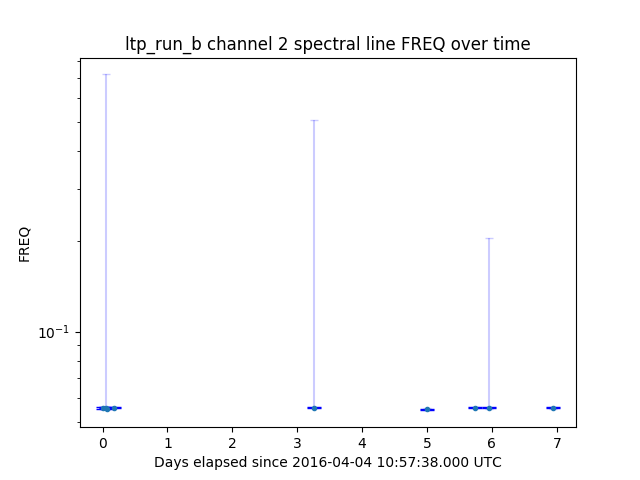 ltp_run_b channel 2 spectral line FREQ over time
FREQ
10⁻¹
0 1 2 3 4 5 6 7
Days elapsed since 2016-04-04 10:57:38.000 UTC